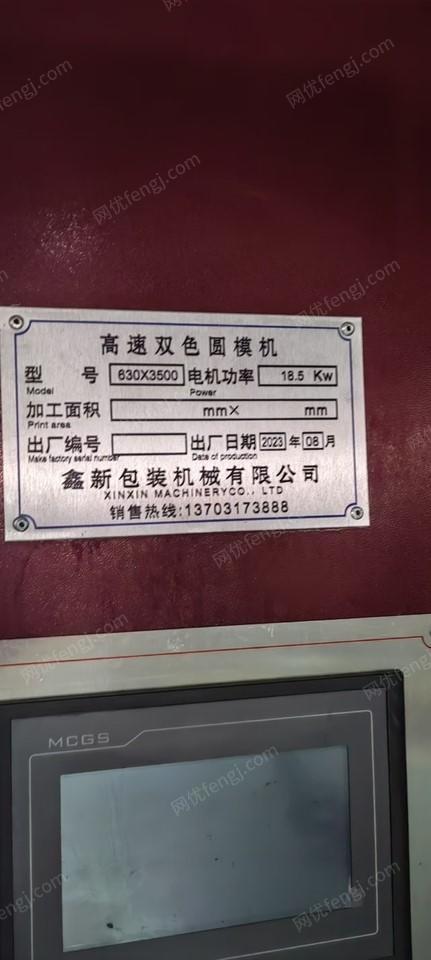 高速双色圆模机
型 号 630X3500 电机功率 18.5 Kw
Model Power
加工面积 mm× mm
Print area
出厂编号 出厂日期 2023 年 08 月
Make factory serial number Date of production
鑫新包装机械有限公司
XINXIN MACHINERYCO., LTD
销售热线:13703173888
MCGS
网优fengj.com